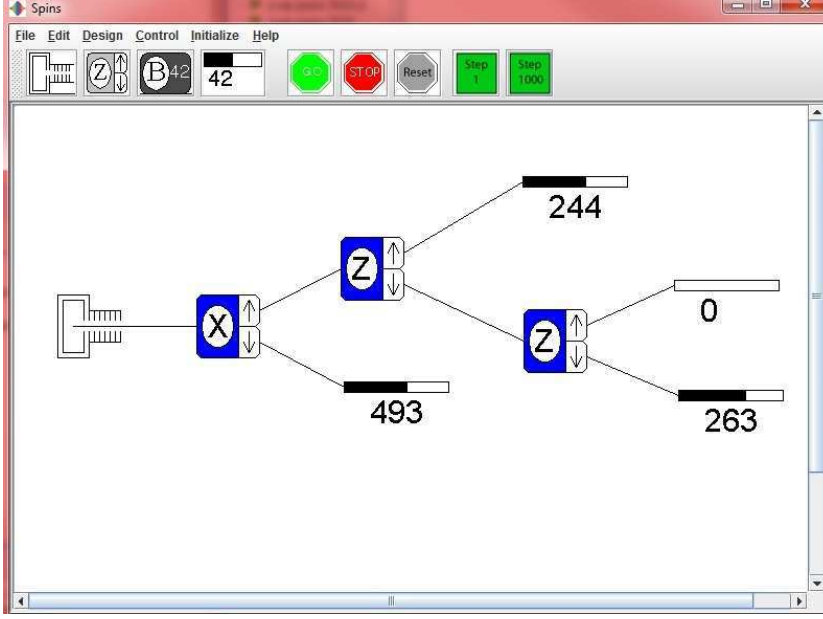 Spins
File Edit Design Control Initialize Help
Z B 42 42 GO STOP Reset Step 1 Step 1000
244
Z
0
X
Z
493
263